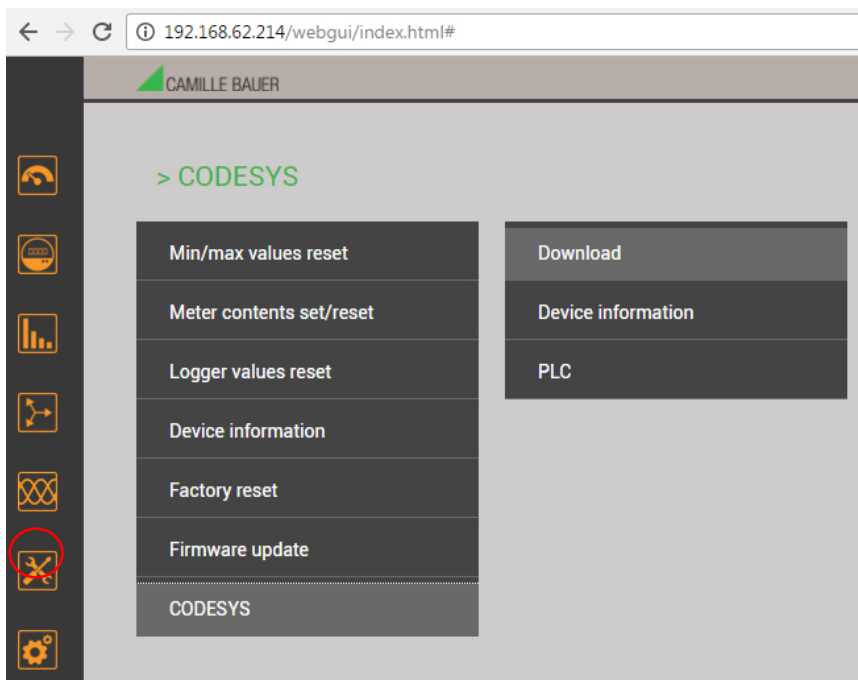 192.168.62.214/webgui/index.html#
CAMILLE BAUER
> CODESYS
Min/max values reset
Meter contents set/reset
Logger values reset
Device information
Factory reset
Firmware update
CODESYS
Download
Device information
PLC